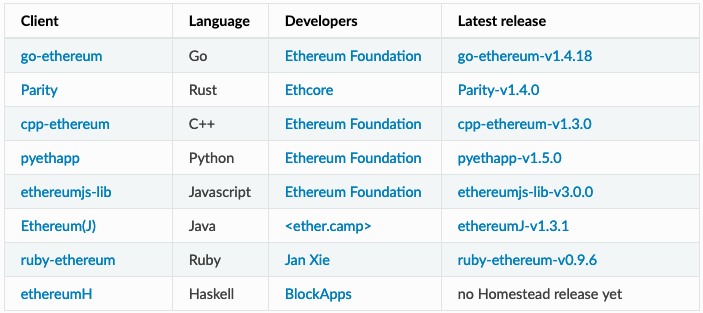 Client Language Developers Latest release
go-ethereum Go Ethereum Foundation go-ethereum-v1.4.18
Parity Rust Ethcore Parity-v1.4.0
cpp-ethereum C++ Ethereum Foundation cpp-ethereum-v1.3.0
pyethapp Python Ethereum Foundation pyethapp-v1.5.0
ethereumjs-lib Javascript Ethereum Foundation ethereumjs-lib-v3.0.0
Ethereum(J) Java <ether.camp> ethereumJ-v1.3.1
ruby-ethereum Ruby Jan Xie ruby-ethereum-v0.9.6
ethereumH Haskell BlockApps no Homestead release yet